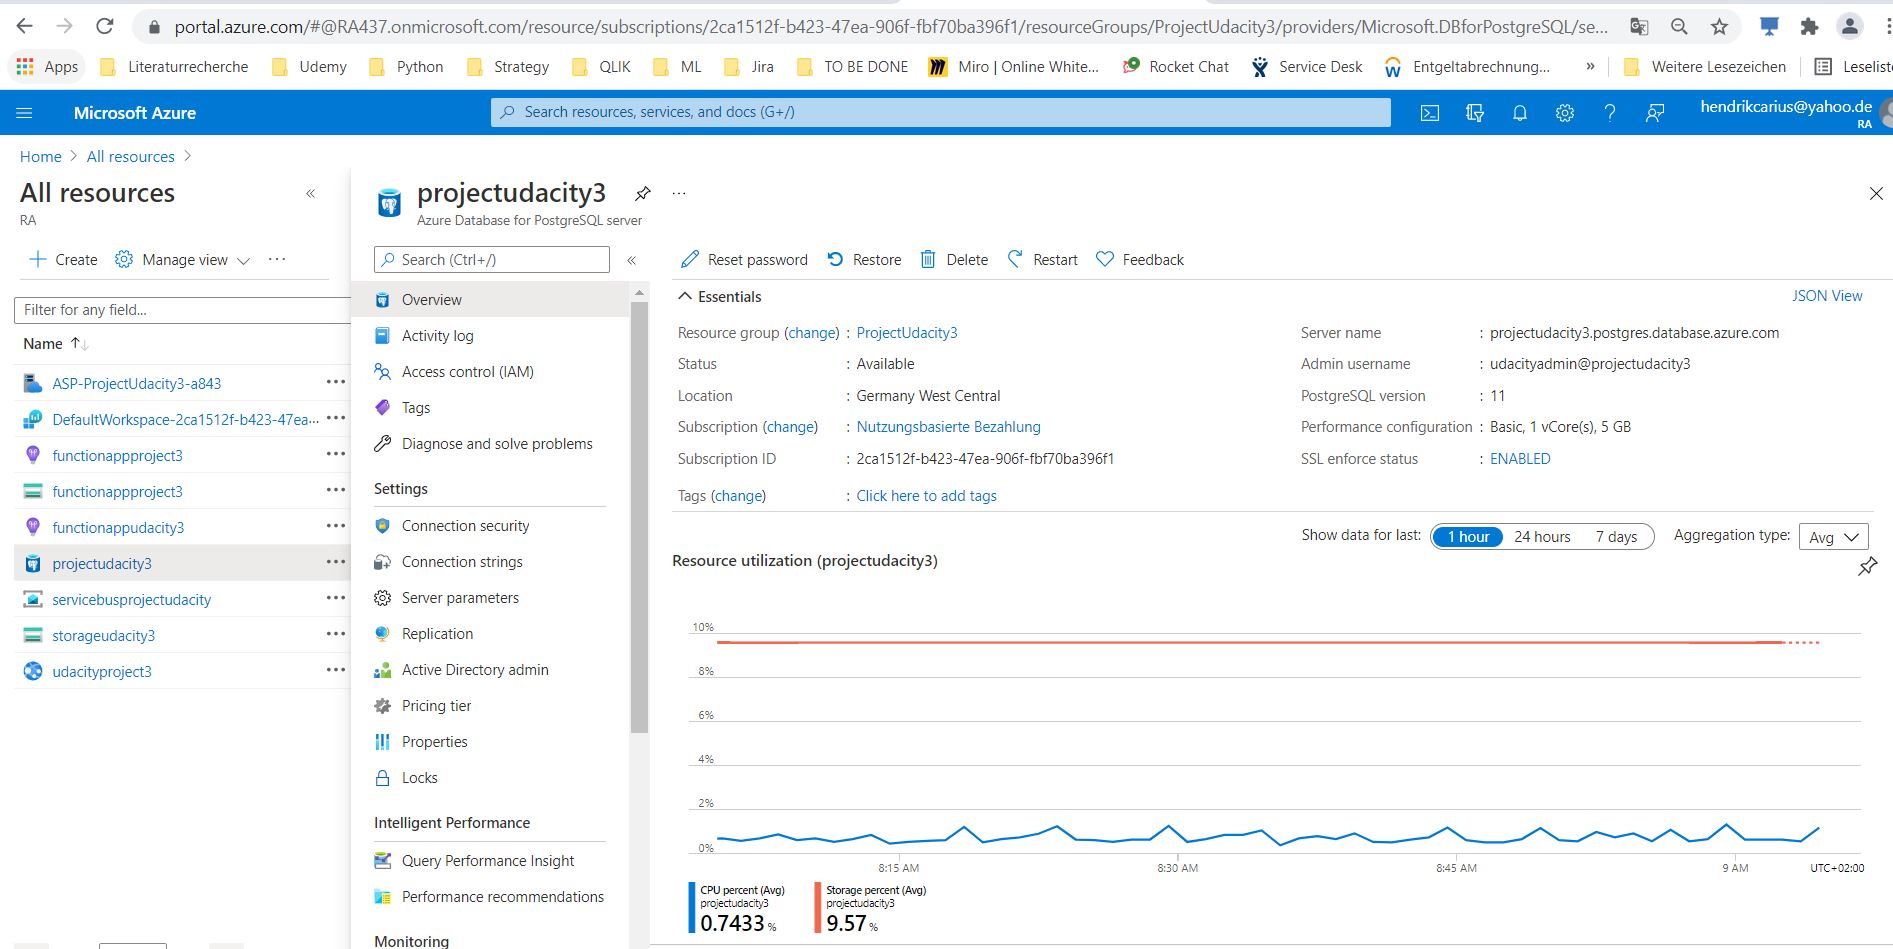 portal.azure.com/#@RA437.onmicrosoft.com/resource/subscriptions/2ca1512f-b423-47ea-906f-fbf70ba396f1/resourceGroups/ProjectUdacity3/providers/Microsoft.DBforPostgreSQL/se...
Apps Literaturrecherche Udemy Python Strategy QLIK ML Jira TO BE DONE Miro | Online White... Rocket Chat Service Desk Entgeltabrechnung... » Weitere Lesezeichen Leseliste
Microsoft Azure
Search resources, services, and docs (G+/)
hendrikcarius@yahoo.de
RA
Home > All resources >
All resources
RA
Create Manage view ...
Filter for any field...
Name
ASP-ProjectUdacity3-a843
DefaultWorkspace-2ca1512f-b423-47ea...
functionappproject3
functionappproject3
functionappudacity3
projectudacity3
servicebusprojectudacity
storageudacity3
udacityproject3
projectudacity3
Azure Database for PostgreSQL server
Search (Ctrl+/)
Overview
Activity log
Access control (IAM)
Tags
Diagnose and solve problems
Settings
Connection security
Connection strings
Server parameters
Replication
Active Directory admin
Pricing tier
Properties
Locks
Intelligent Performance
Query Performance Insight
Performance recommendations
Monitoring
Reset password Restore Delete Restart Feedback
Essentials
JSON View
Resource group (change) : ProjectUdacity3
Status : Available
Location : Germany West Central
Subscription (change) : Nutzungsbasierte Bezahlung
Subscription ID : 2ca1512f-b423-47ea-906f-fbf70ba396f1
Tags (change) : Click here to add tags
Server name : projectudacity3.postgres.database.azure.com
Admin username : udacityadmin@projectudacity3
PostgreSQL version : 11
Performance configuration : Basic, 1 vCore(s), 5 GB
SSL enforce status : ENABLED
Show data for last: 1 hour 24 hours 7 days Aggregation type: Avg
Resource utilization (projectudacity3)
10%
8%
6%
4%
2%
0%
8:15 AM 8:30 AM 8:45 AM 9 AM UTC+02:00
CPU percent (Avg)
projectudacity3
0.7433 %
Storage percent (Avg)
projectudacity3
9.57 %